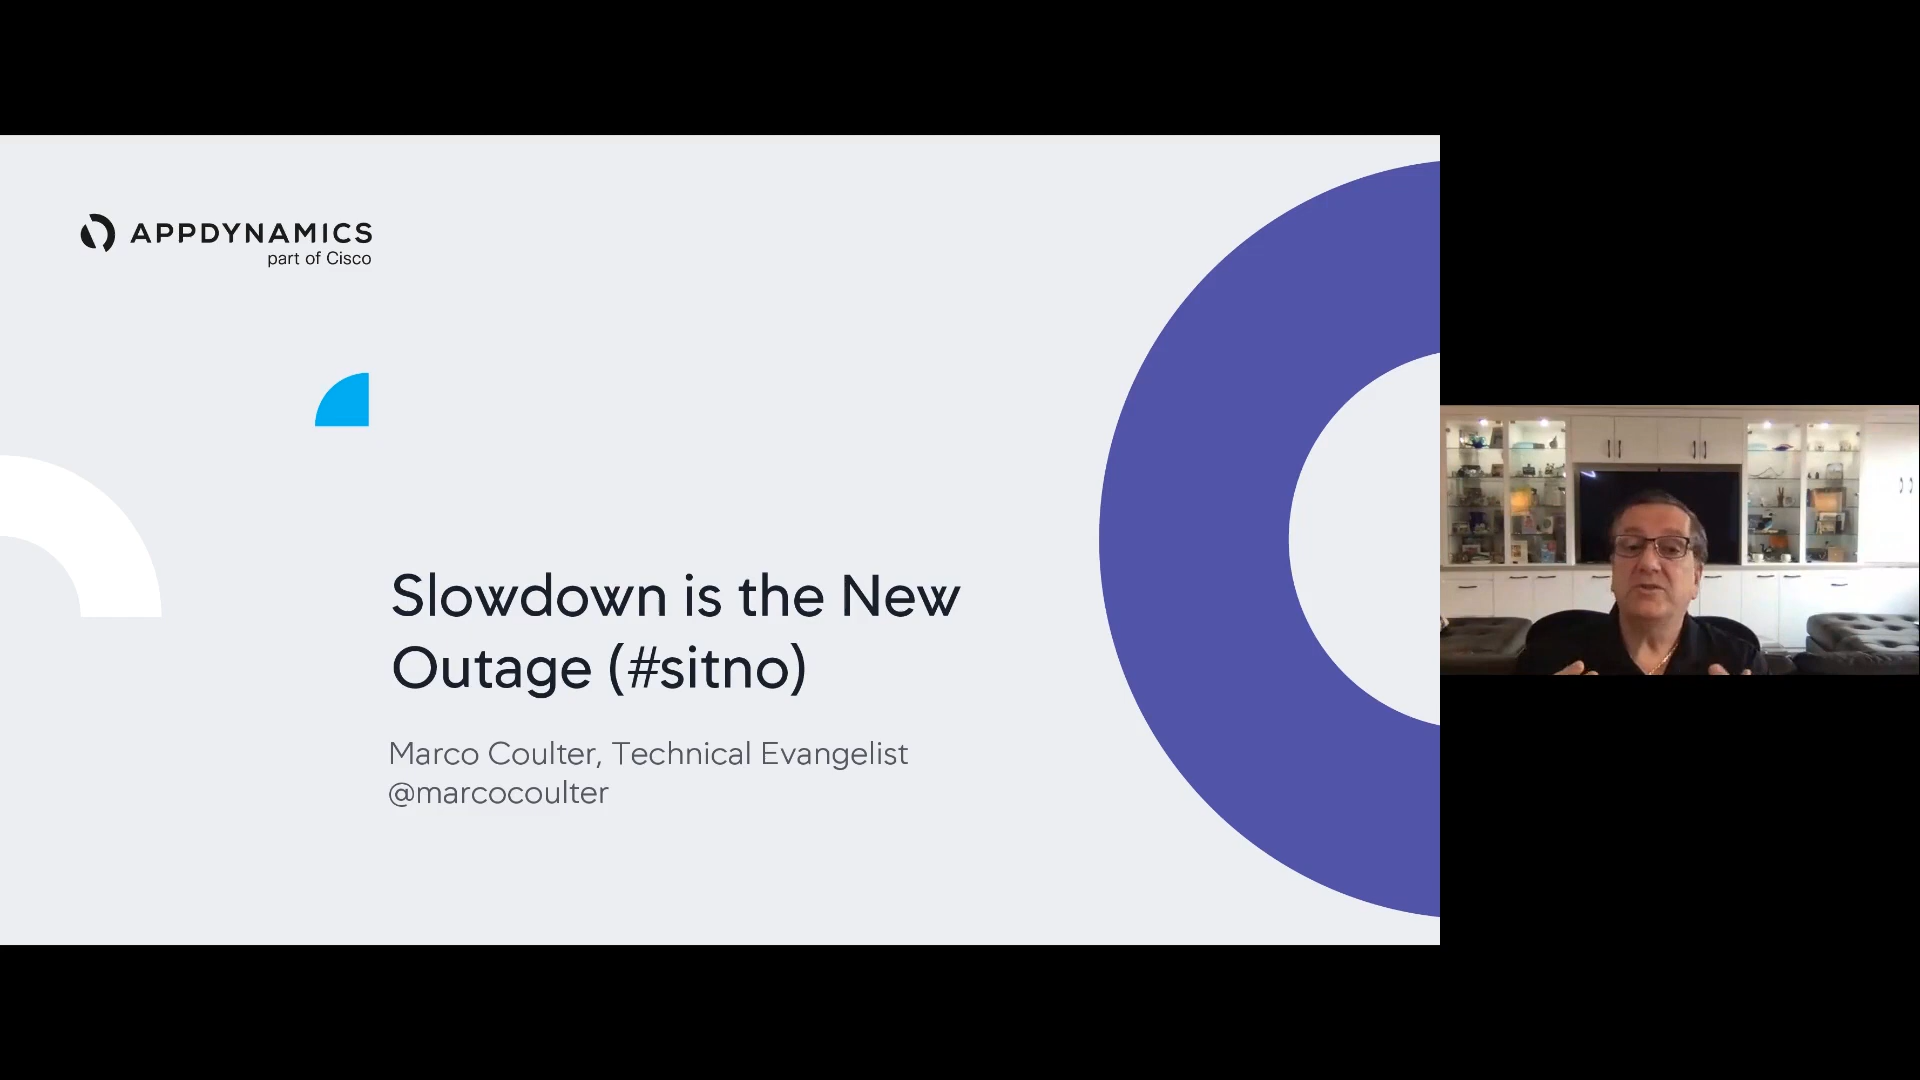 APPDYNAMICS
part of Cisco
Slowdown is the New
Outage (#sitno)
Marco Coulter, Technical Evangelist
@marcocoulter